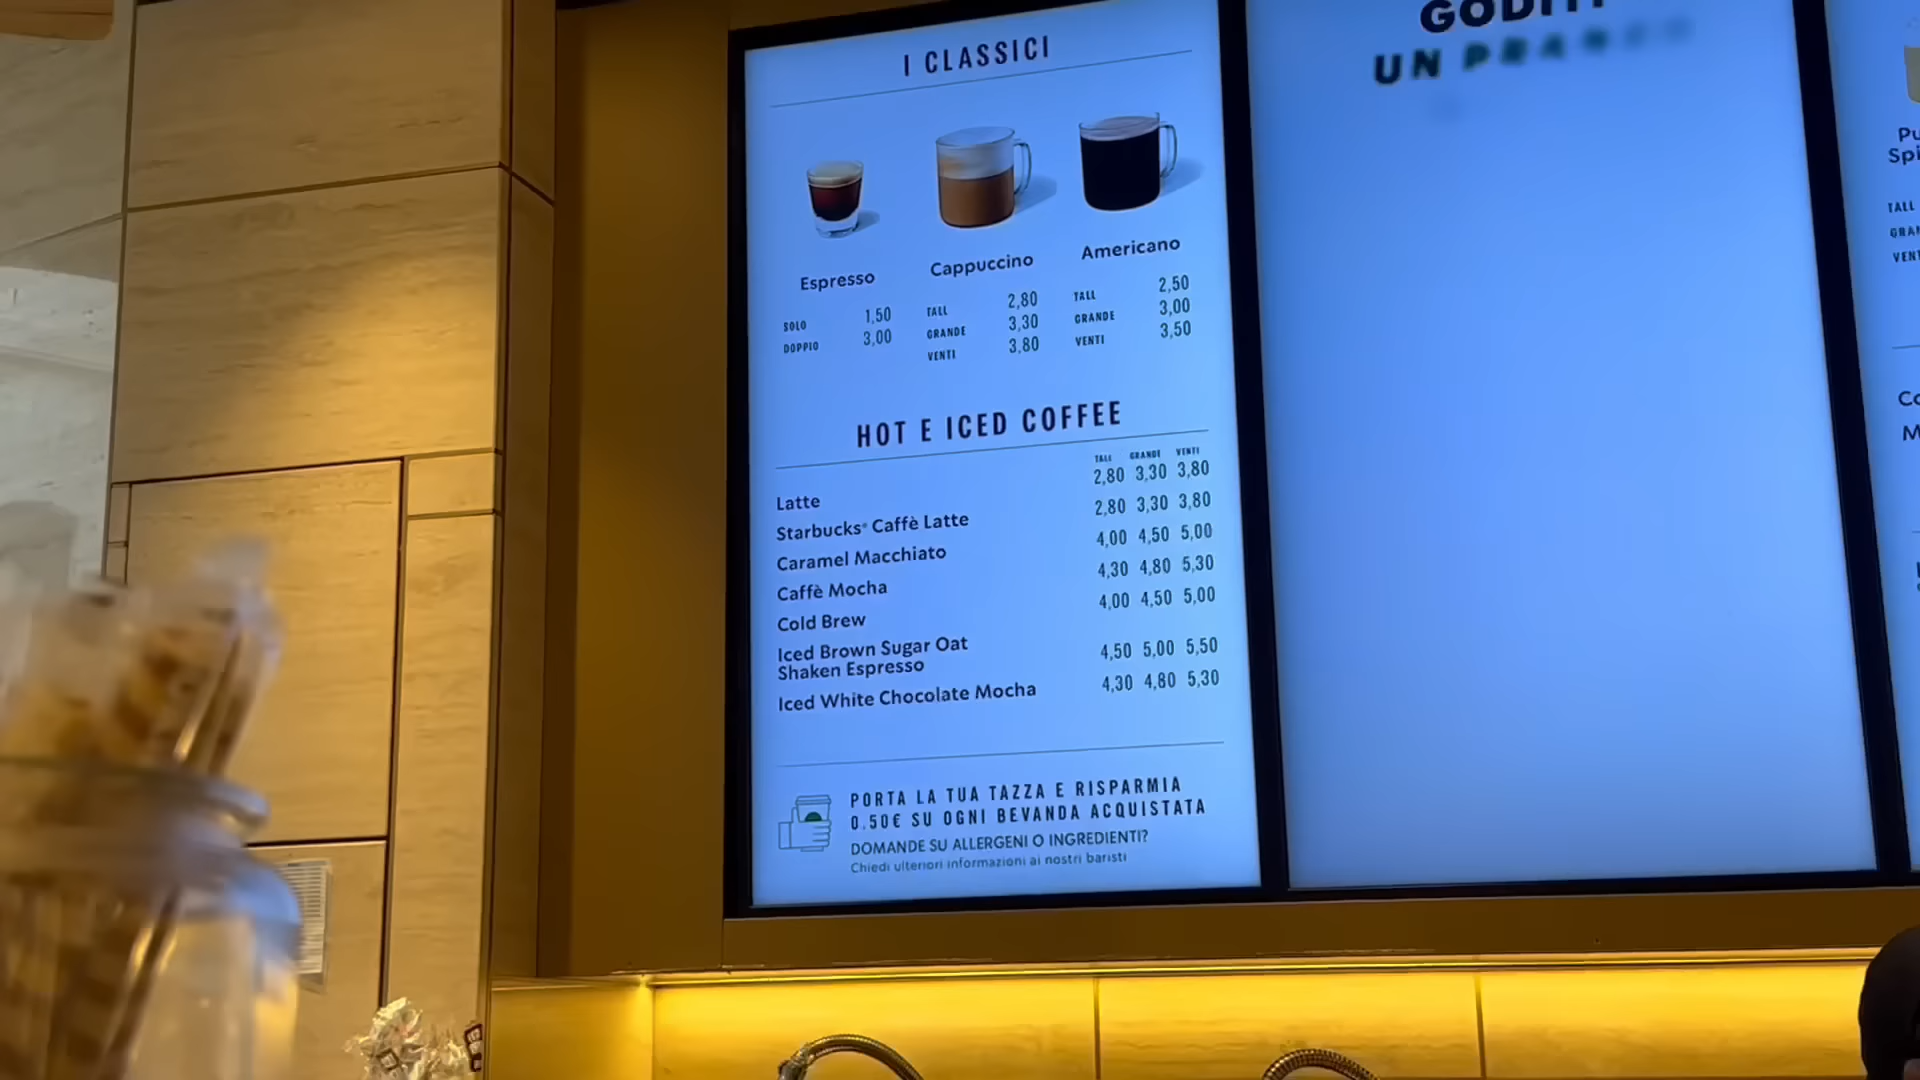 I CLASSICI
Espresso
SOLO 1,50
DOPPIO 3,00
Cappuccino
TALL 2,80
GRANDE 3,30
VENTI 3,80
Americano
TALL 2,50
GRANDE 3,00
VENTI 3,50
HOT E ICED COFFEE
TALL GRANDE VENTI
Latte 2,80 3,30 3,80
Starbucks® Caffè Latte 2,80 3,30 3,80
Caramel Macchiato 4,00 4,50 5,00
Caffè Mocha 4,30 4,80 5,30
Cold Brew 4,00 4,50 5,00
Iced Brown Sugar Oat
Shaken Espresso 4,50 5,00 5,50
Iced White Chocolate Mocha 4,30 4,80 5,30
PORTA LA TUA TAZZA E RISPARMIA
0.50€ SU OGNI BEVANDA ACQUISTATA
DOMANDE SU ALLERGENI O INGREDIENTI?
Chiedi ulteriori informazioni ai nostri baristi
UN
TALL